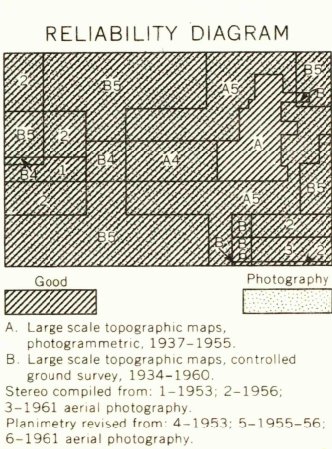 RELIABILITY DIAGRAM
2 B5 A5 B5
B5 2 A
B4 1 B4 A4 B5
2 A5
B5 B 2
Good
Photography
A. Large scale topographic maps,
photogrammetric, 1937-1955.
B. Large scale topographic maps, controlled
ground survey, 1934-1960.
Stereo compiled from: 1-1953; 2-1956;
3-1961 aerial photography.
Planimetry revised from: 4-1953; 5-1955-56;
6-1961 aerial photography.